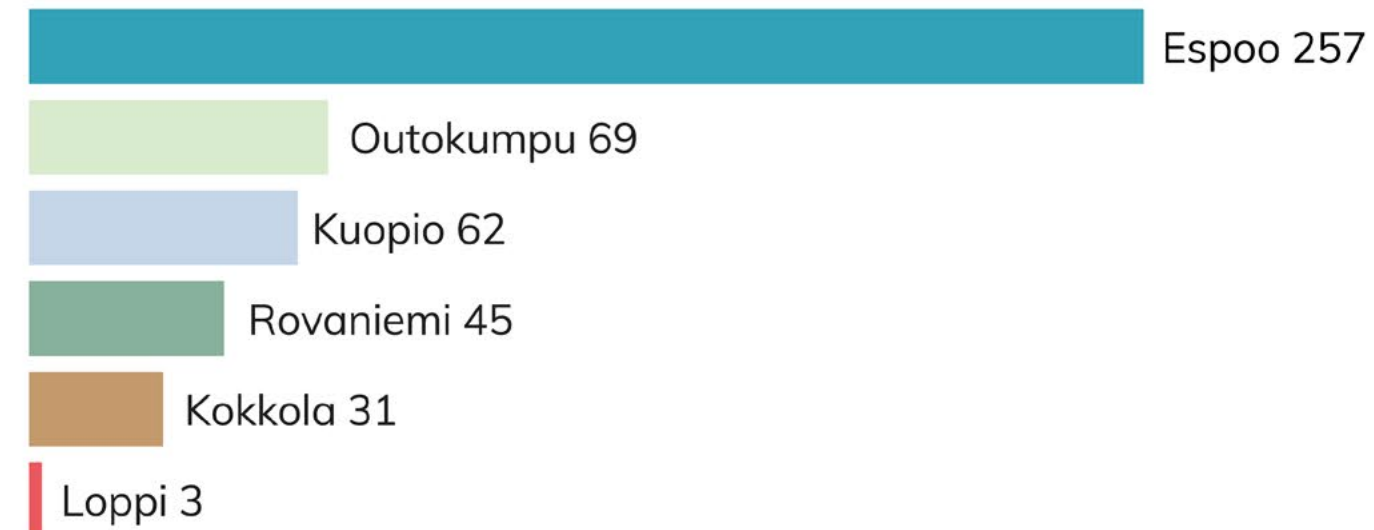 Espoo 257
Outokumpu 69
Kuopio 62
Rovaniemi 45
Kokkola 31
Loppi 3